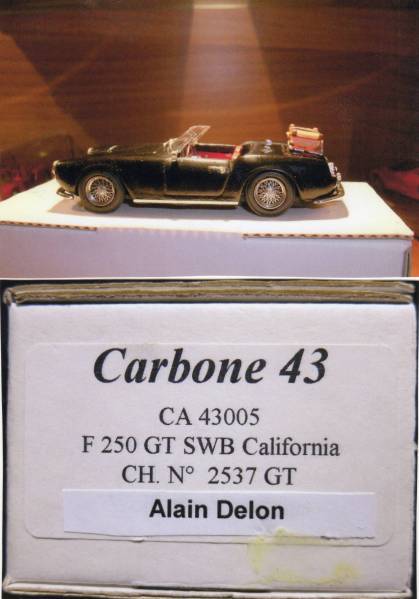 Carbone 43
CA 43005
F 250 GT SWB California
CH. N° 2537 GT
Alain Delon